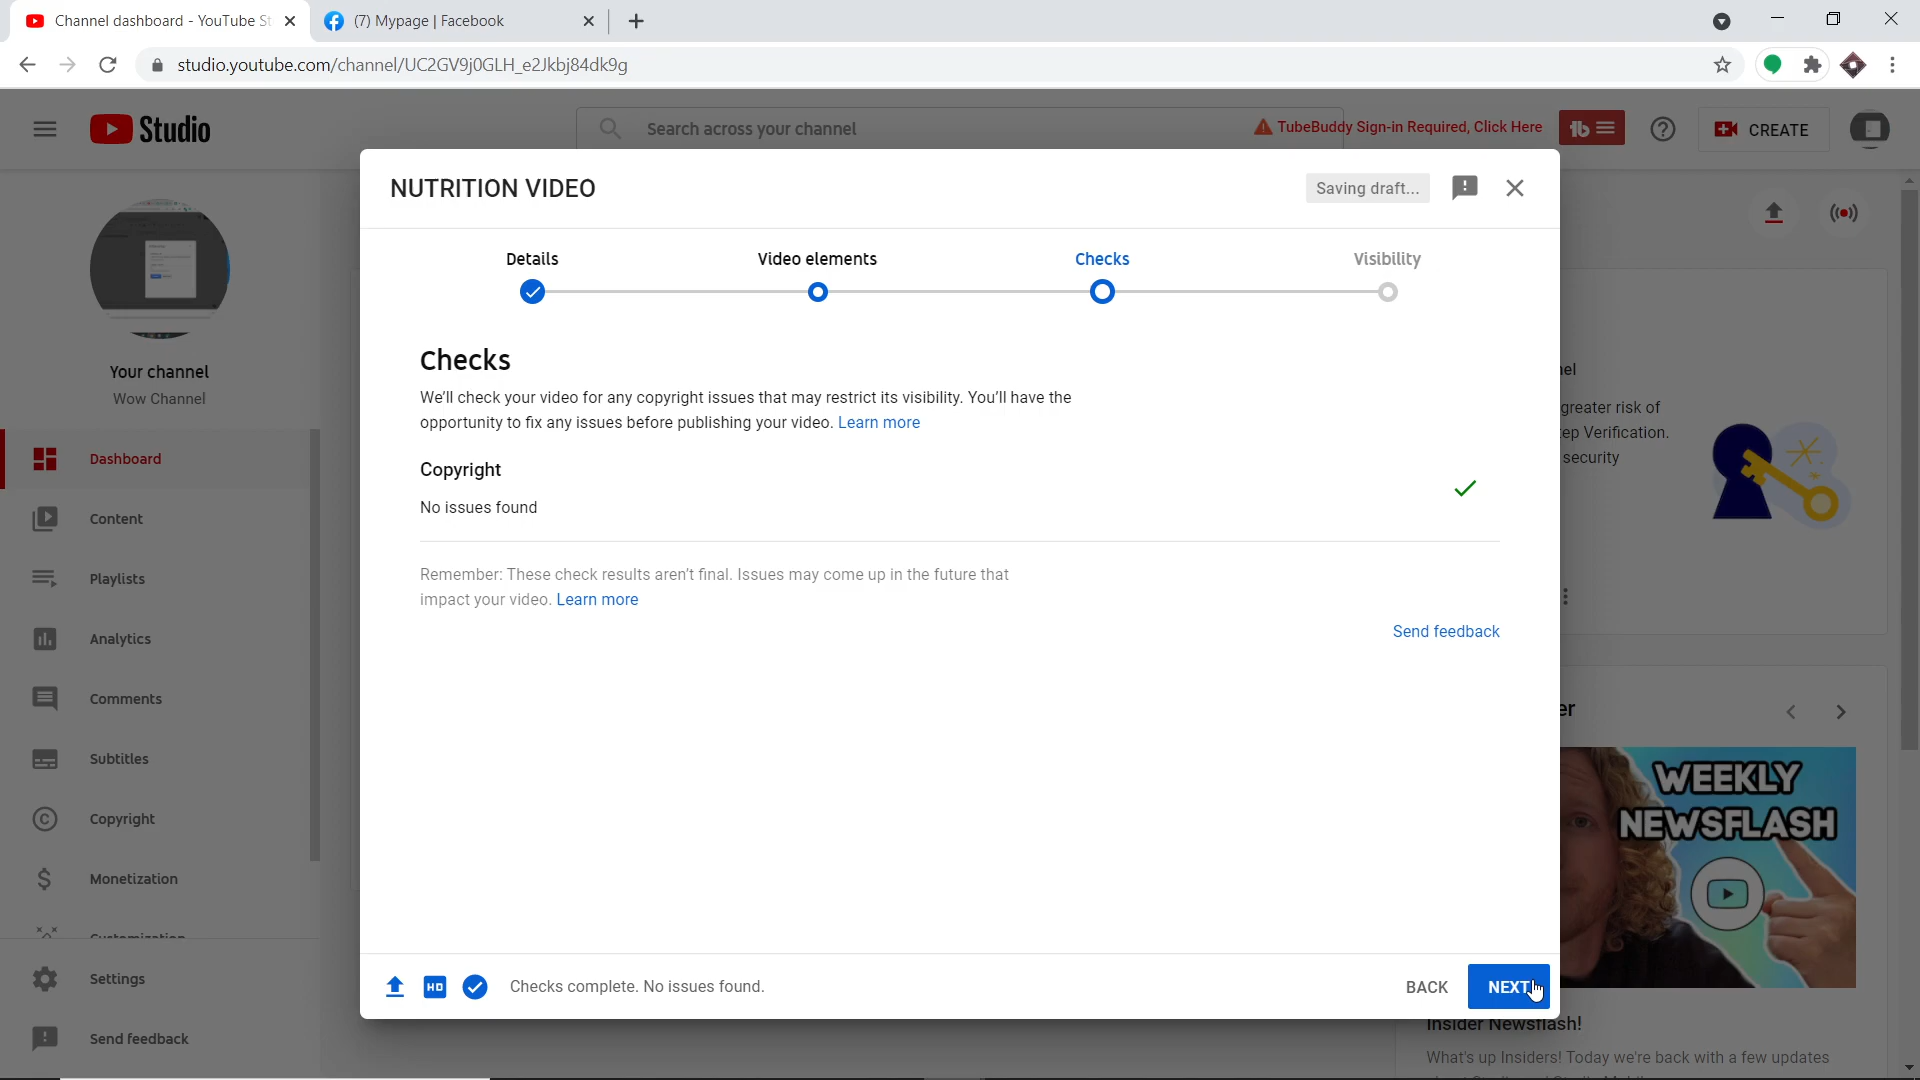 Channel dashboard - YouTube St
(7) Mypage | Facebook
studio.youtube.com/channel/UC2GV9j0GLH_e2Jkbj84dk9g
Studio
Search across your channel
TubeBuddy Sign-in Required, Click Here
tb
CREATE
NUTRITION VIDEO
Saving draft...
Details
Video elements
Checks
Visibility
Your channel
Wow Channel
Dashboard
Content
Playlists
Analytics
Comments
Subtitles
Copyright
Monetization
Customization
Settings
Send feedback
Checks
We'll check your video for any copyright issues that may restrict its visibility. You'll have the
opportunity to fix any issues before publishing your video. Learn more
Copyright
No issues found
Remember: These check results aren't final. Issues may come up in the future that
impact your video. Learn more
Send feedback
HD
Checks complete. No issues found.
BACK
NEXT
nel
greater risk of
tep Verification.
security
er
WEEKLY
NEWSFLASH
Insider Newsflash!
What's up Insiders! Today we're back with a few updates